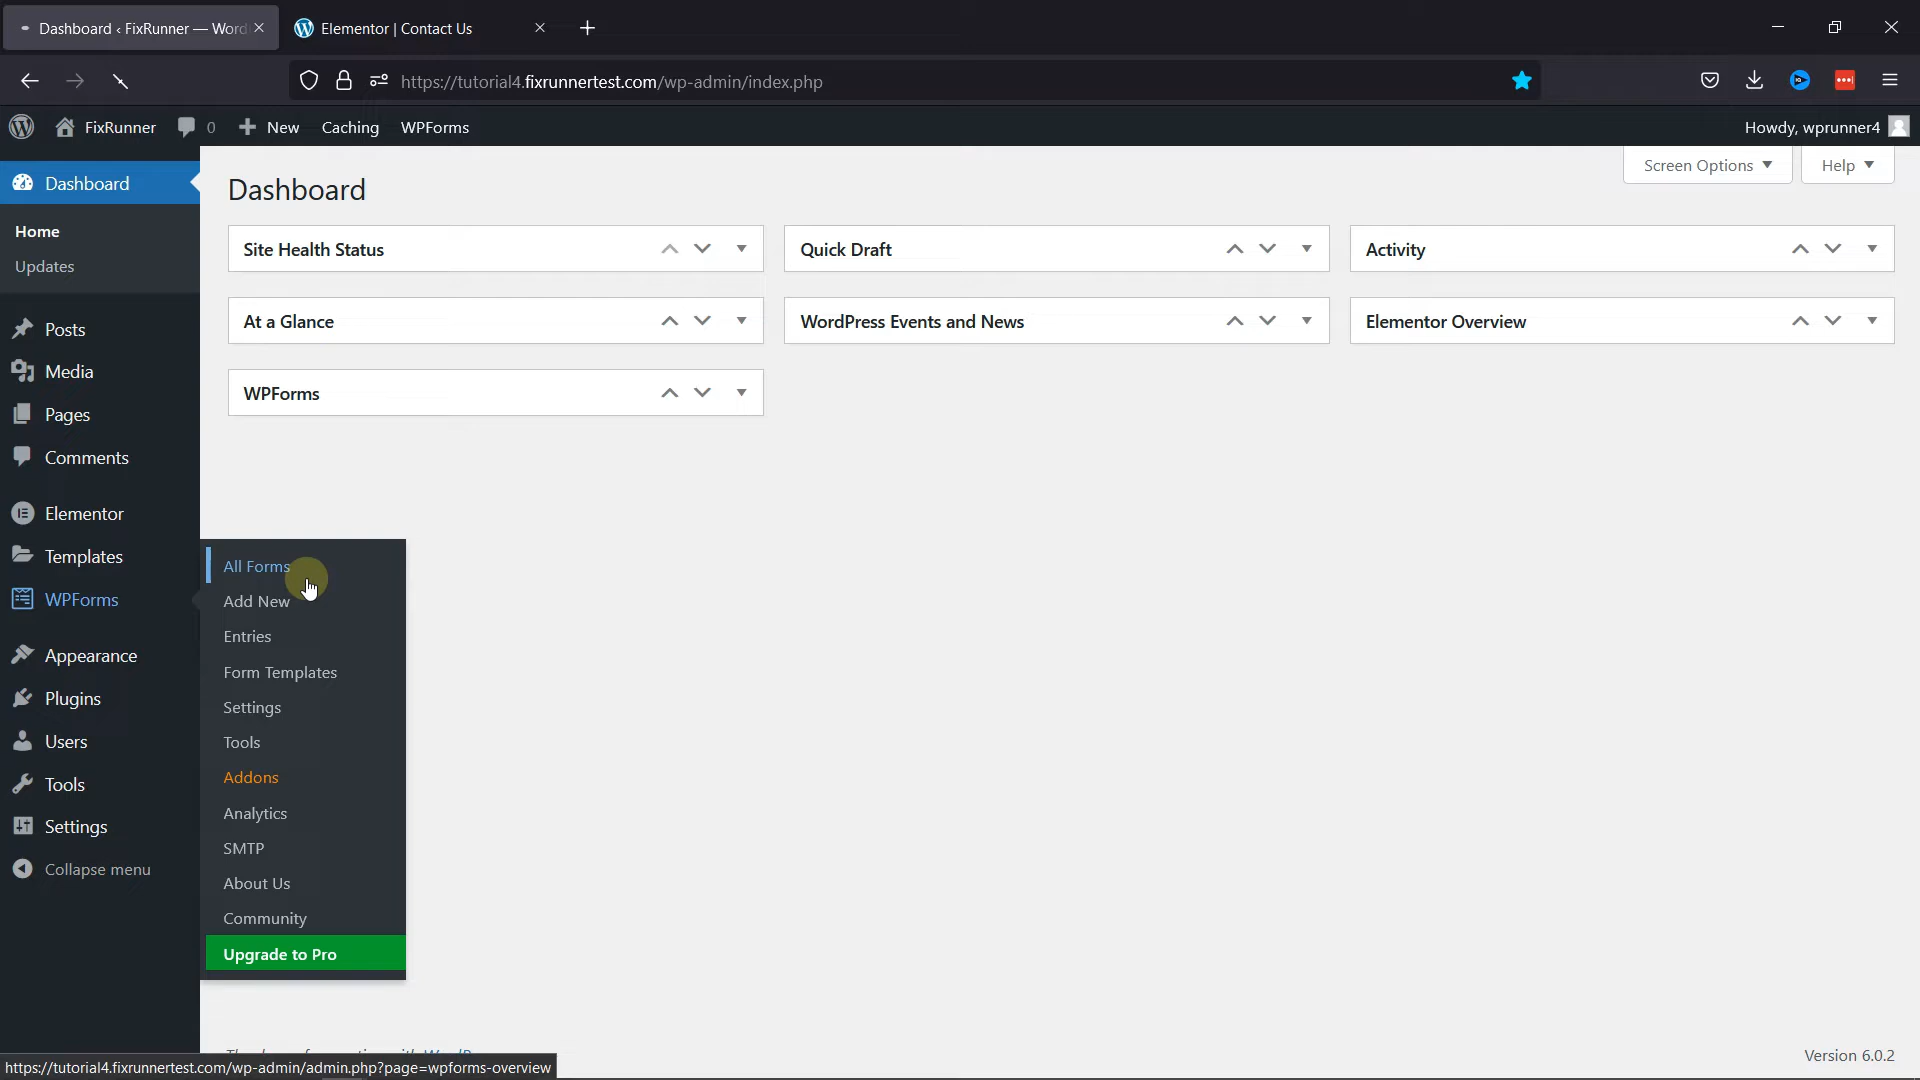 Dashboard ‹ FixRunner — Word
Elementor | Contact Us
https://tutorial4.fixrunnertest.com/wp-admin/index.php
FixRunner
0
New
Caching
WPForms
Howdy, wprunner4
Dashboard
Home
Updates
Posts
Media
Pages
Comments
Elementor
Templates
WPForms
Appearance
Plugins
Users
Tools
Settings
Collapse menu
All Forms
Add New
Entries
Form Templates
Settings
Tools
Addons
Analytics
SMTP
About Us
Community
Upgrade to Pro
Dashboard
Screen Options
Help
Site Health Status
Quick Draft
Activity
At a Glance
WordPress Events and News
Elementor Overview
WPForms
Version 6.0.2
https://tutorial4.fixrunnertest.com/wp-admin/admin.php?page=wpforms-overview